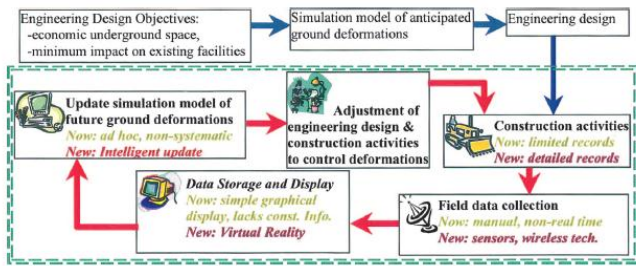 Engineering Design Objectives:
-economic underground space,
-minimum impact on existing facilities
Simulation model of anticipated
ground deformations
Engineering design
Update simulation model of
future ground deformations
Now: ad hoc, non-systematic
New: Intelligent update
Adjustment of
engineering design &
construction activities
to control deformations
Construction activities
Now: limited records
New: detailed records
Data Storage and Display
Now: simple graphical
display, lacks const. Info.
New: Virtual Reality
Field data collection
Now: manual, non-real time
New: sensors, wireless tech.